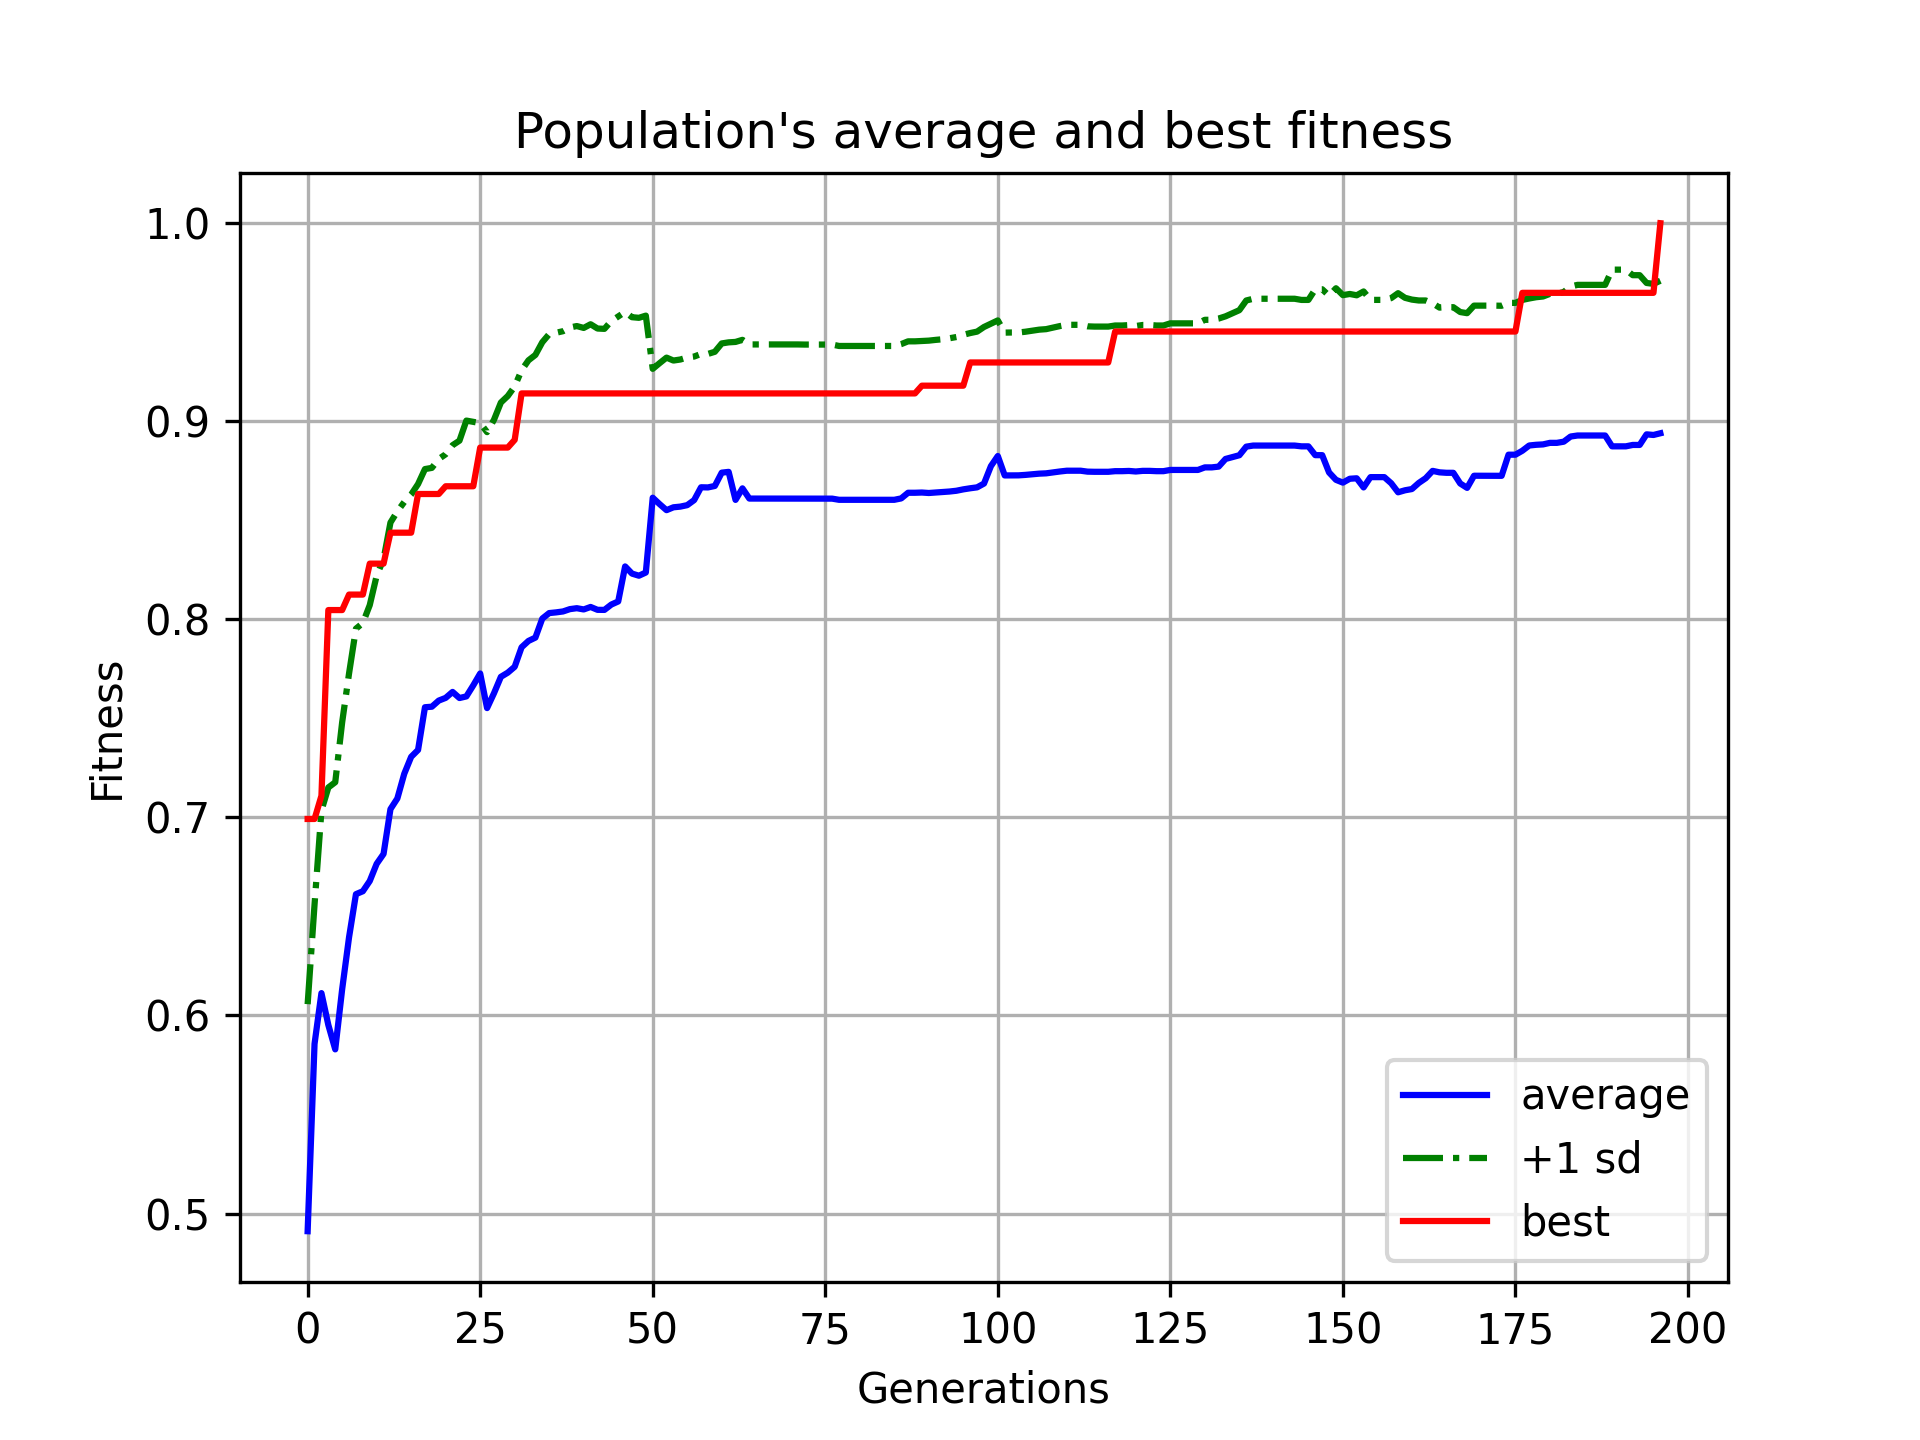 Population's average and best fitness
1.0
0.9
0.8
0.7
0.6
0.5
Fitness
average
+1 sd
best
0 25 50 75 100 125 150 175 200
Generations